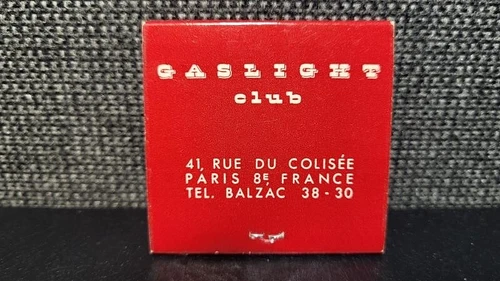 GASLIGHT
club
41, RUE DU COLISÉE
PARIS 8E, FRANCE
TEL. BALZAC 38-30